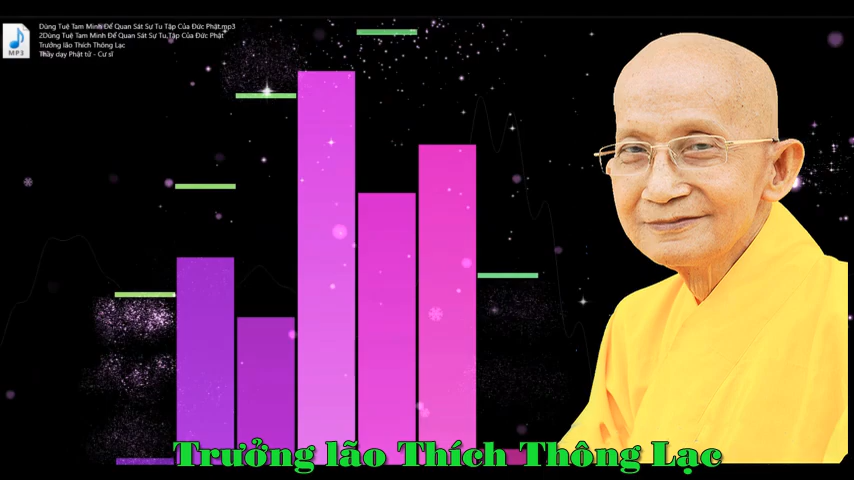 Dùng Tuệ Tam Minh Để Quan Sát Sự Tu Tập Của Đức Phật.mp3
2Dùng Tuệ Tam Minh Để Quan Sát Sự Tu Tập Của Đức Phật
Trưởng lão Thích Thông Lạc
Thầy dạy Phật tử - Cư sĩ
MP3
Trưởng lão Thích Thông Lạc